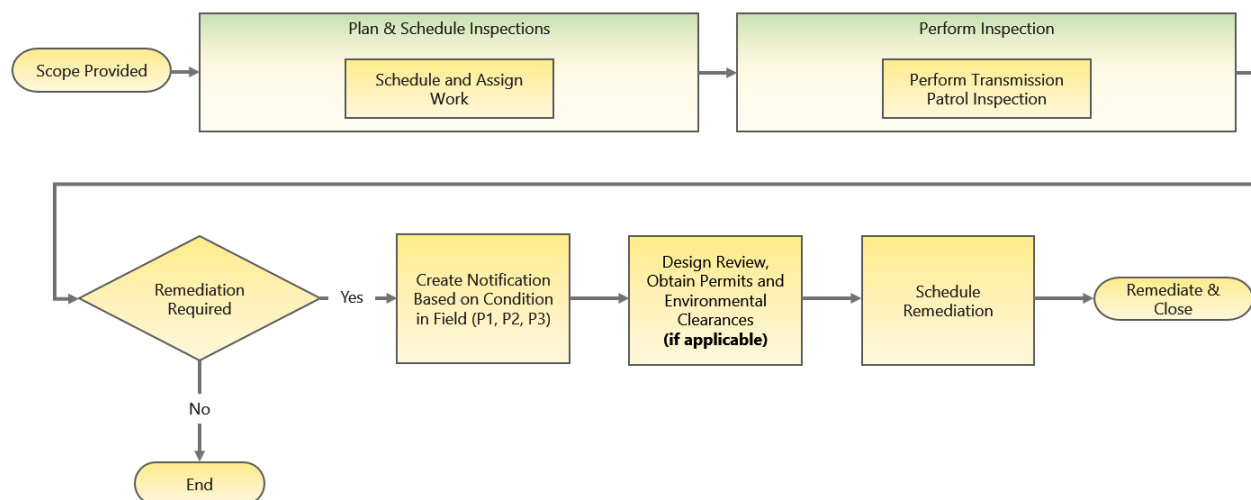 Plan & Schedule Inspections
Perform Inspection
Scope Provided
Schedule and Assign
Work
Perform Transmission
Patrol Inspection
Remediation
Required
Yes
Create Notification
Based on Condition
in Field (P1, P2, P3)
Design Review,
Obtain Permits and
Environmental
Clearances
(if applicable)
Schedule
Remediation
Remediate &
Close
No
End